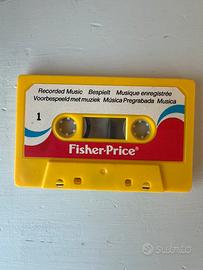 Recorded Music   Bespielt   Musique enregistrée
Voorbespeeld met muziek   Música Pregrabada   Musica
1
Fisher-Price®
subito